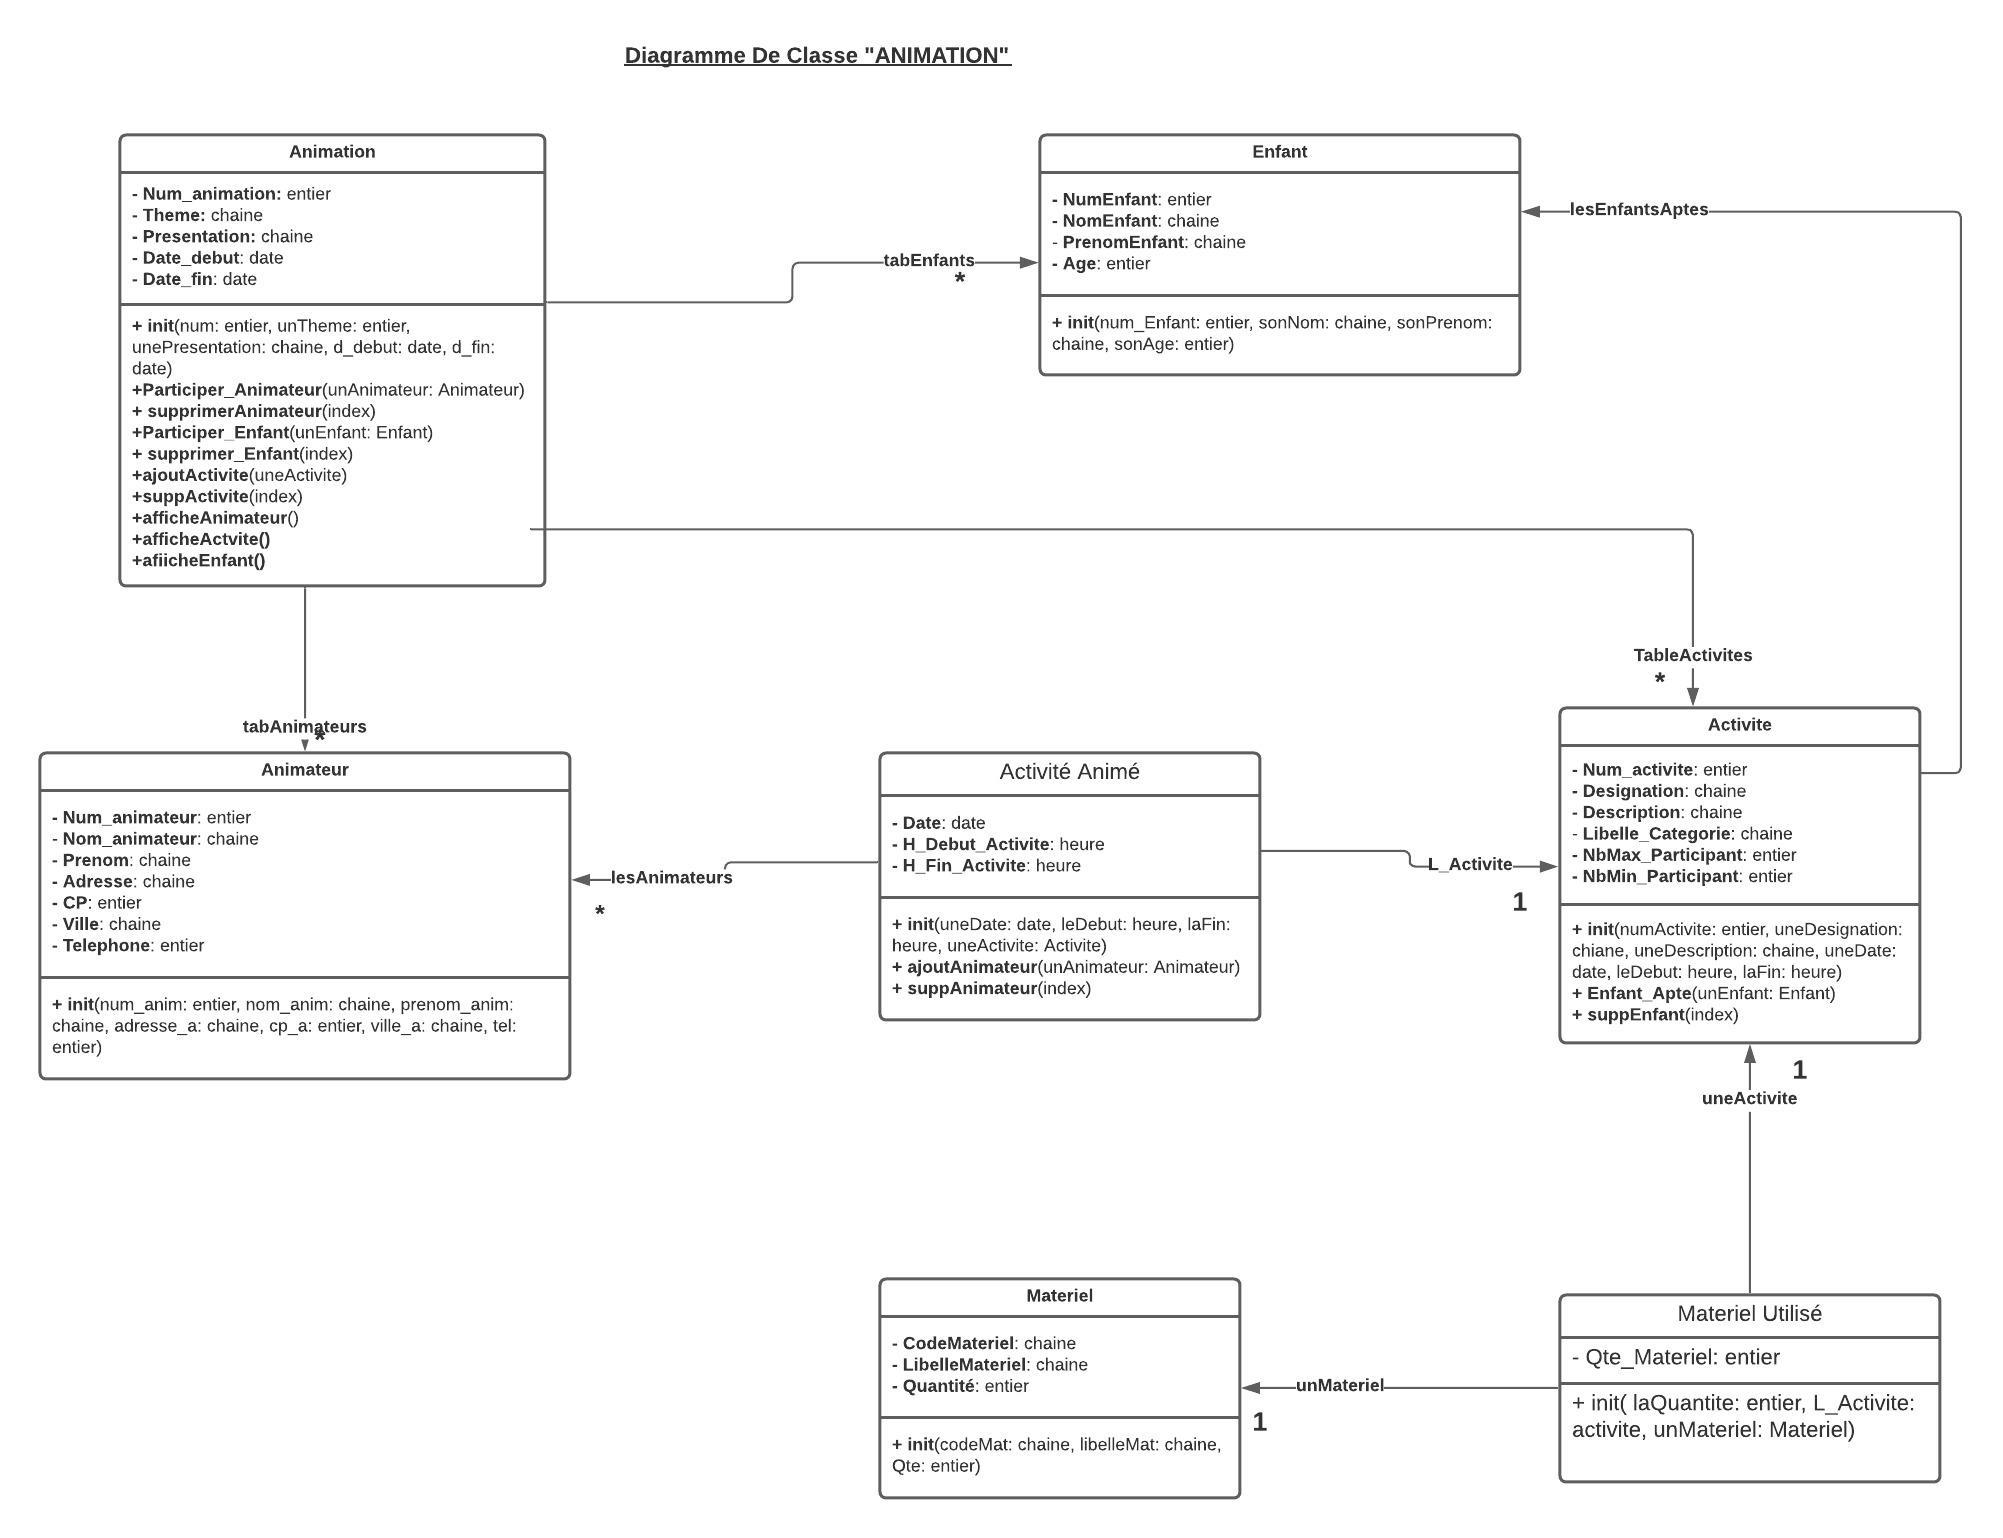 Diagramme De Classe "ANIMATION"
Animation
- Num_animation: entier
- Theme: chaine
- Presentation: chaine
- Date_debut: date
- Date_fin: date
+ init(num: entier, unTheme: entier,
unePresentation: chaine, d_debut: date, d_fin:
date)
+Participer_Animateur(unAnimateur: Animateur)
+ supprimerAnimateur(index)
+Participer_Enfant(unEnfant: Enfant)
+ supprimer_Enfant(index)
+ajoutActivite(uneActivite)
+suppActivite(index)
+afficheAnimateur()
+afficheActvite()
+afiicheEnfant()
tabEnfants
*
Enfant
- NumEnfant: entier
- NomEnfant: chaine
- PrenomEnfant: chaine
- Age: entier
+ init(num_Enfant: entier, sonNom: chaine, sonPrenom:
chaine, sonAge: entier)
lesEnfantsAptes
TableActivites
*
tabAnimateurs
*
Animateur
- Num_animateur: entier
- Nom_animateur: chaine
- Prenom: chaine
- Adresse: chaine
- CP: entier
- Ville: chaine
- Telephone: entier
+ init(num_anim: entier, nom_anim: chaine, prenom_anim:
chaine, adresse_a: chaine, cp_a: entier, ville_a: chaine, tel:
entier)
lesAnimateurs
*
Activité Animé
- Date: date
- H_Debut_Activite: heure
- H_Fin_Activite: heure
+ init(uneDate: date, leDebut: heure, laFin:
heure, uneActivite: Activite)
+ ajoutAnimateur(unAnimateur: Animateur)
+ suppAnimateur(index)
L_Activite
1
Activite
- Num_activite: entier
- Designation: chaine
- Description: chaine
- Libelle_Categorie: chaine
- NbMax_Participant: entier
- NbMin_Participant: entier
+ init(numActivite: entier, uneDesignation:
chiane, uneDescription: chaine, uneDate:
date, leDebut: heure, laFin: heure)
+ Enfant_Apte(unEnfant: Enfant)
+ suppEnfant(index)
1
uneActivite
Materiel
- CodeMateriel: chaine
- LibelleMateriel: chaine
- Quantité: entier
+ init(codeMat: chaine, libelleMat: chaine,
Qte: entier)
unMateriel
1
Materiel Utilisé
- Qte_Materiel: entier
+ init( laQuantite: entier, L_Activite:
activite, unMateriel: Materiel)